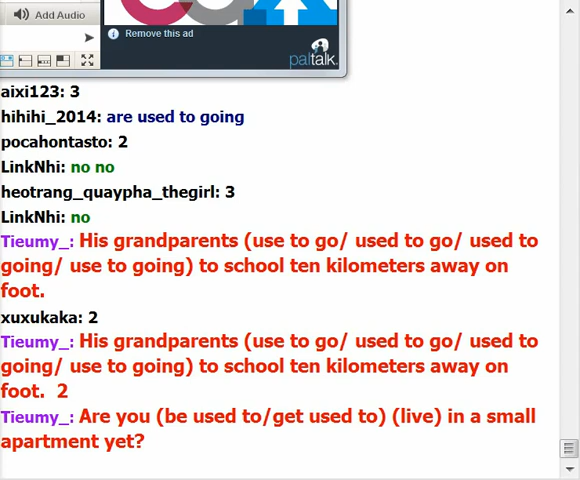 Add Audio
Remove this ad
paltalk
aixi123: 3
hihihi_2014: are used to going
pocahontasto: 2
LinkNhi: no no
heotrang_quaypha_thegirl: 3
LinkNhi: no
Tieumy_: His grandparents (use to go/ used to go/ used to
going/ use to going) to school ten kilometers away on
foot.
xuxukaka: 2
Tieumy_: His grandparents (use to go/ used to go/ used to
going/ use to going) to school ten kilometers away on
foot.  2
Tieumy_: Are you (be used to/get used to) (live) in a small
apartment yet?